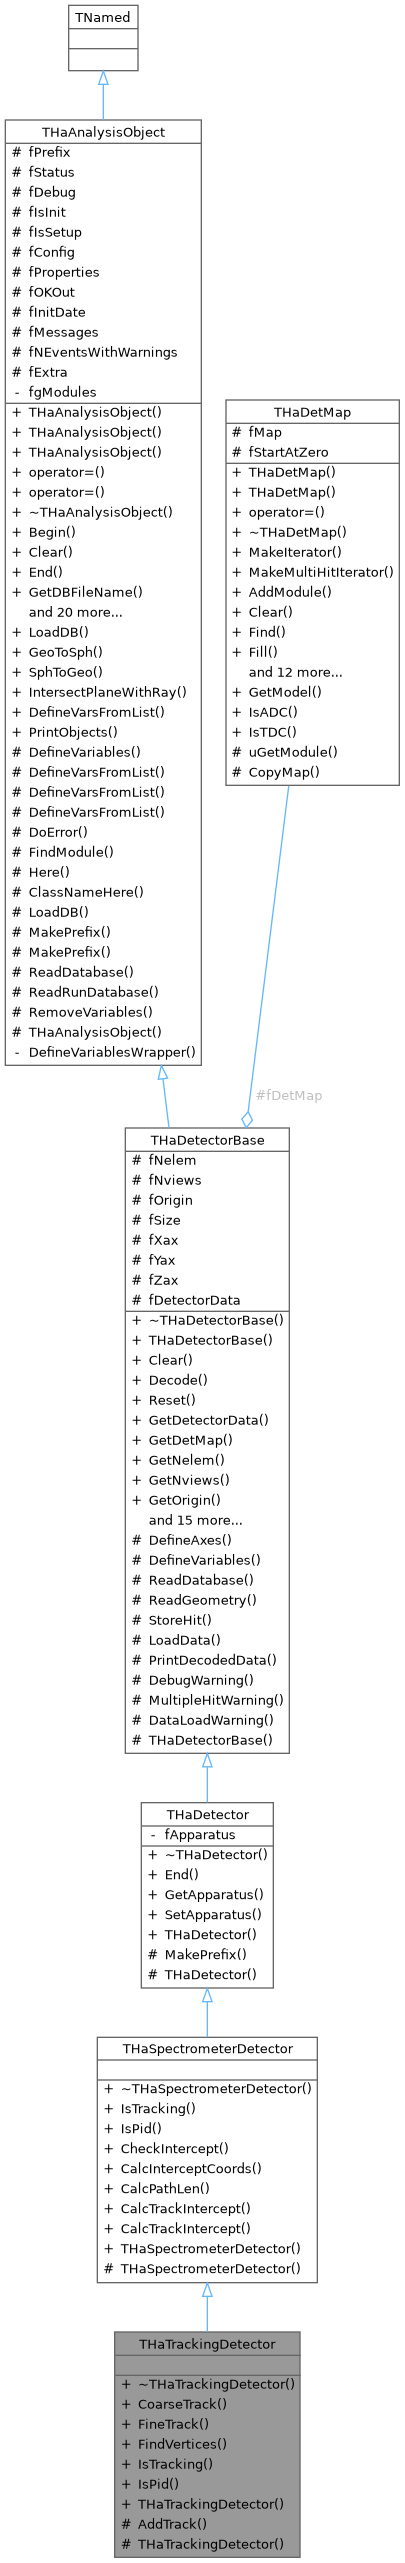 TNamed
THaAnalysisObject
# fPrefix
# fStatus
# fDebug
# fIsInit
# fIsSetup
# fConfig
# fProperties
# fOKOut
# fInitDate
# fMessages
# fNEventsWithWarnings
# fExtra
- fgModules
+ THaAnalysisObject()
+ THaAnalysisObject()
+ THaAnalysisObject()
+ operator=()
+ operator=()
+ ~THaAnalysisObject()
+ Begin()
+ Clear()
+ End()
+ GetDBFileName()
and 20 more...
+ LoadDB()
+ GeoToSph()
+ SphToGeo()
+ IntersectPlaneWithRay()
+ DefineVarsFromList()
+ PrintObjects()
# DefineVariables()
# DefineVarsFromList()
# DefineVarsFromList()
# DefineVarsFromList()
# DoError()
# FindModule()
# Here()
# ClassNameHere()
# LoadDB()
# MakePrefix()
# MakePrefix()
# ReadDatabase()
# ReadRunDatabase()
# RemoveVariables()
# THaAnalysisObject()
- DefineVariablesWrapper()
THaDetMap
# fMap
# fStartAtZero
+ THaDetMap()
+ THaDetMap()
+ operator=()
+ ~THaDetMap()
+ MakeIterator()
+ MakeMultiHitIterator()
+ AddModule()
+ Clear()
+ Find()
+ Fill()
and 12 more...
+ GetModel()
+ IsADC()
+ IsTDC()
# uGetModule()
# CopyMap()
#fDetMap
THaDetectorBase
# fNelem
# fNviews
# fOrigin
# fSize
# fXax
# fYax
# fZax
# fDetectorData
+ ~THaDetectorBase()
+ THaDetectorBase()
+ Clear()
+ Decode()
+ Reset()
+ GetDetectorData()
+ GetDetMap()
+ GetNelem()
+ GetNviews()
+ GetOrigin()
and 15 more...
# DefineAxes()
# DefineVariables()
# ReadDatabase()
# ReadGeometry()
# StoreHit()
# LoadData()
# PrintDecodedData()
# DebugWarning()
# MultipleHitWarning()
# DataLoadWarning()
# THaDetectorBase()
THaDetector
- fApparatus
+ ~THaDetector()
+ End()
+ GetApparatus()
+ SetApparatus()
+ THaDetector()
# MakePrefix()
# THaDetector()
THaSpectrometerDetector
+ ~THaSpectrometerDetector()
+ IsTracking()
+ IsPid()
+ CheckIntercept()
+ CalcInterceptCoords()
+ CalcPathLen()
+ CalcTrackIntercept()
+ CalcTrackIntercept()
+ THaSpectrometerDetector()
# THaSpectrometerDetector()
THaTrackingDetector
+ ~THaTrackingDetector()
+ CoarseTrack()
+ FineTrack()
+ FindVertices()
+ IsTracking()
+ IsPid()
+ THaTrackingDetector()
# AddTrack()
# THaTrackingDetector()